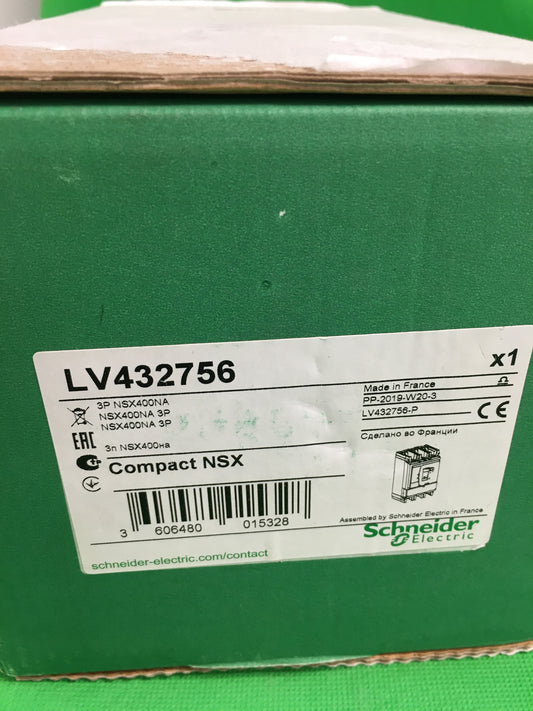 LV432756
x1
3P NSX400NA
NSX400NA 3P
NSX400NA 3P
3п NSX400на
Made in France
PP-2019-W20-3
LV432756-P
CE
Сделано во Франции
EAC
Compact NSX
3 606480 015328
Assembled by Schneider Electric in France
Schneider
Electric
schneider-electric.com/contact